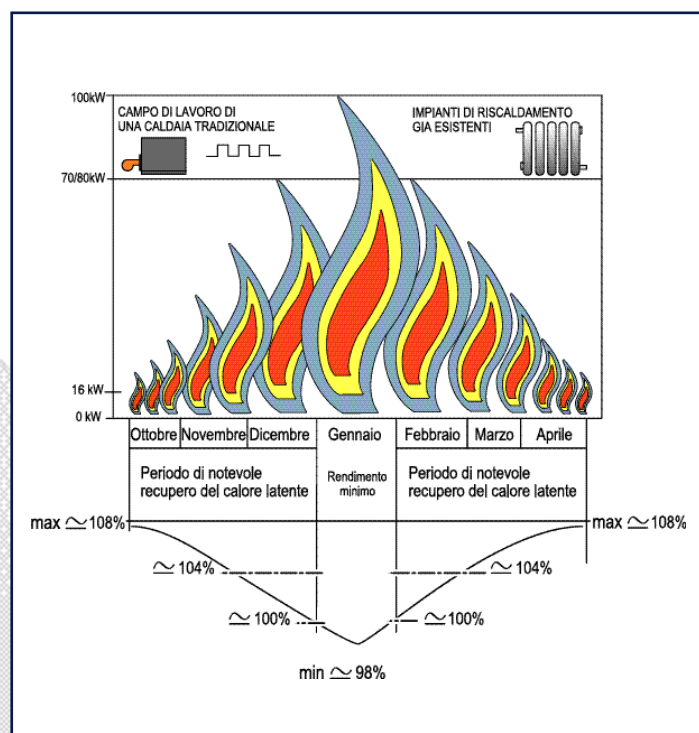 100kW
CAMPO DI LAVORO DI
UNA CALDAIA TRADIZIONALE
IMPIANTI DI RISCALDAMENTO
GIA ESISTENTI
70/80kW
16 kW
0 kW
Ottobre Novembre Dicembre Gennaio Febbraio Marzo Aprile
Periodo di notevole
recupero del calore latente
Rendimento
minimo
Periodo di notevole
recupero del calore latente
max ≃ 108%
max ≃ 108%
≃ 104%
≃ 104%
≃ 100%
≃ 100%
min ≃ 98%